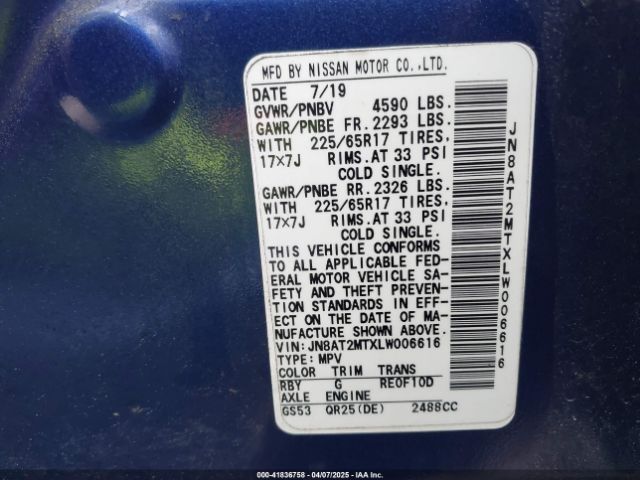 MFD BY NISSAN MOTOR CO.,LTD.
DATE 7/19
GVWR/PNBV 4590 LBS.
GAWR/PNBE FR.2293 LBS.
WITH 225/65R17 TIRES,
17×7J RIMS.AT 33 PSI
COLD SINGLE.
GAWR/PNBE RR.2326 LBS.
WITH 225/65R17 TIRES,
17×7J RIMS.AT 33 PSI
COLD SINGLE.
THIS VEHICLE CONFORMS
TO ALL APPLICABLE FED-
ERAL MOTOR VEHICLE SA-
FETY AND THEFT PREVEN-
TION STANDARDS IN EFF-
ECT ON THE DATE OF MA-
NUFACTURE SHOWN ABOVE.
VIN:JN8AT2MTXLW006616
TYPE:MPV
COLOR TRIM TRANS
RBY G RE0F10D
AXLE ENGINE
GS53 QR25(DE) 2488CC
JN8AT2MTXLW006616
000-41836758 - 04/07/2025 - IAA Inc.